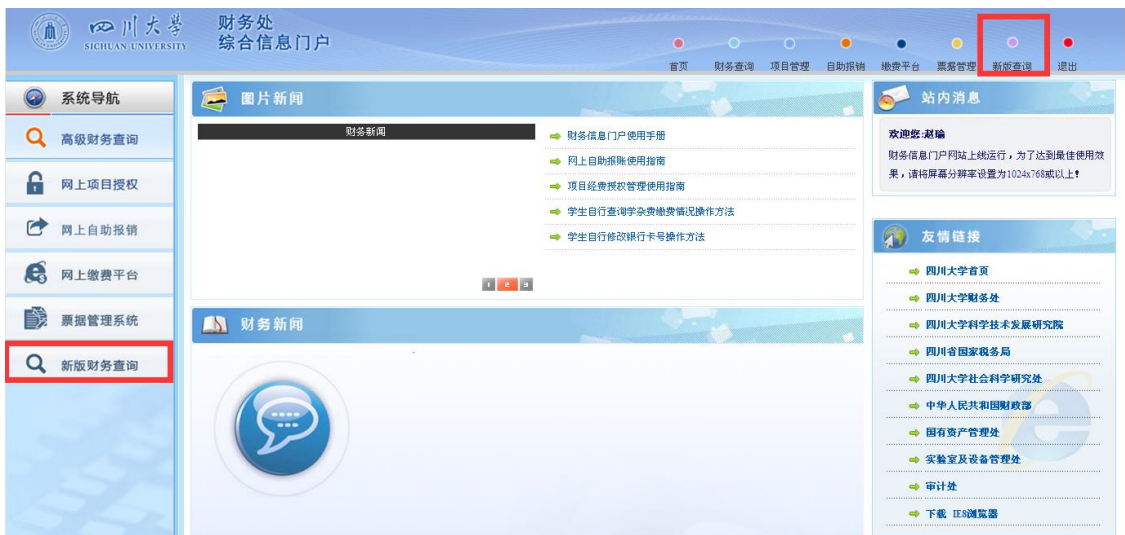 四川大学
SICHUAN UNIVERSITY
财务处
综合信息门户
首页 财务查询 项目管理 自助报销 缴费平台 票据管理 新版查询 退出
系统导航
高级财务查询
网上项目授权
网上自助报销
网上缴费平台
票据管理系统
新版财务查询
图片新闻
财务新闻
1 2 3
财务信息门户使用手册
网上自助报账使用指南
项目经费授权管理使用指南
学生自行查询学杂费缴费情况操作方法
学生自行修改银行卡号操作方法
财务新闻
站内消息
欢迎您:赵瑜
财务信息门户网站上线运行，为了达到最佳使用效
果，请将屏幕分辨率设置为1024x768或以上!
友情链接
四川大学首页
四川大学财务处
四川大学科学技术发展研究院
四川省国家税务局
四川大学社会科学研究处
中华人民共和国财政部
国有资产管理处
实验室及设备管理处
审计处
下载 IE8浏览器